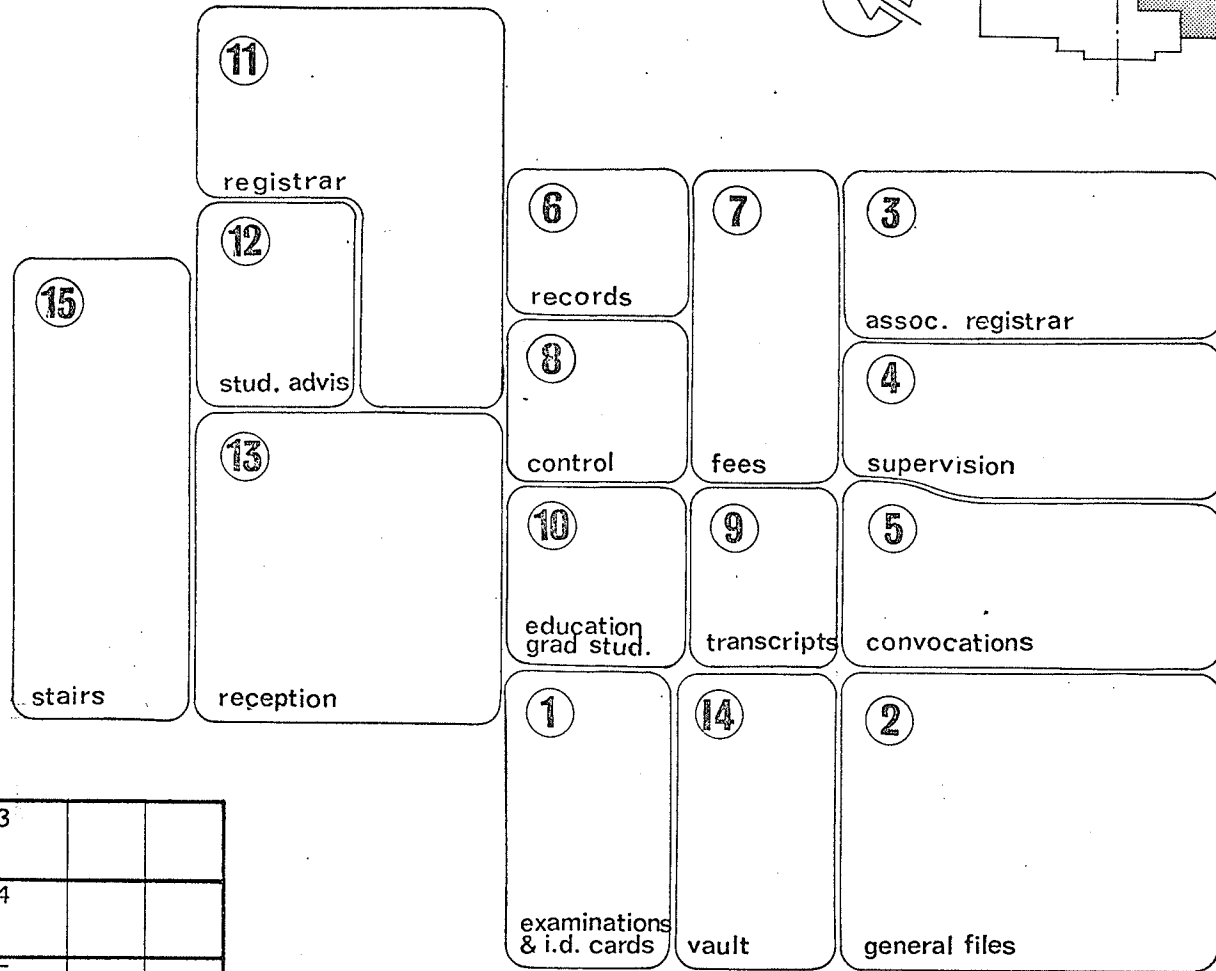 11
registrar
12
stud. advis
15
stairs
13
reception
6
records
7
fees
3
assoc. registrar
8
control
4
supervision
10
education
grad stud.
9
transcripts
5
convocations
1
examinations
& i.d. cards
14
vault
2
general files
3
4